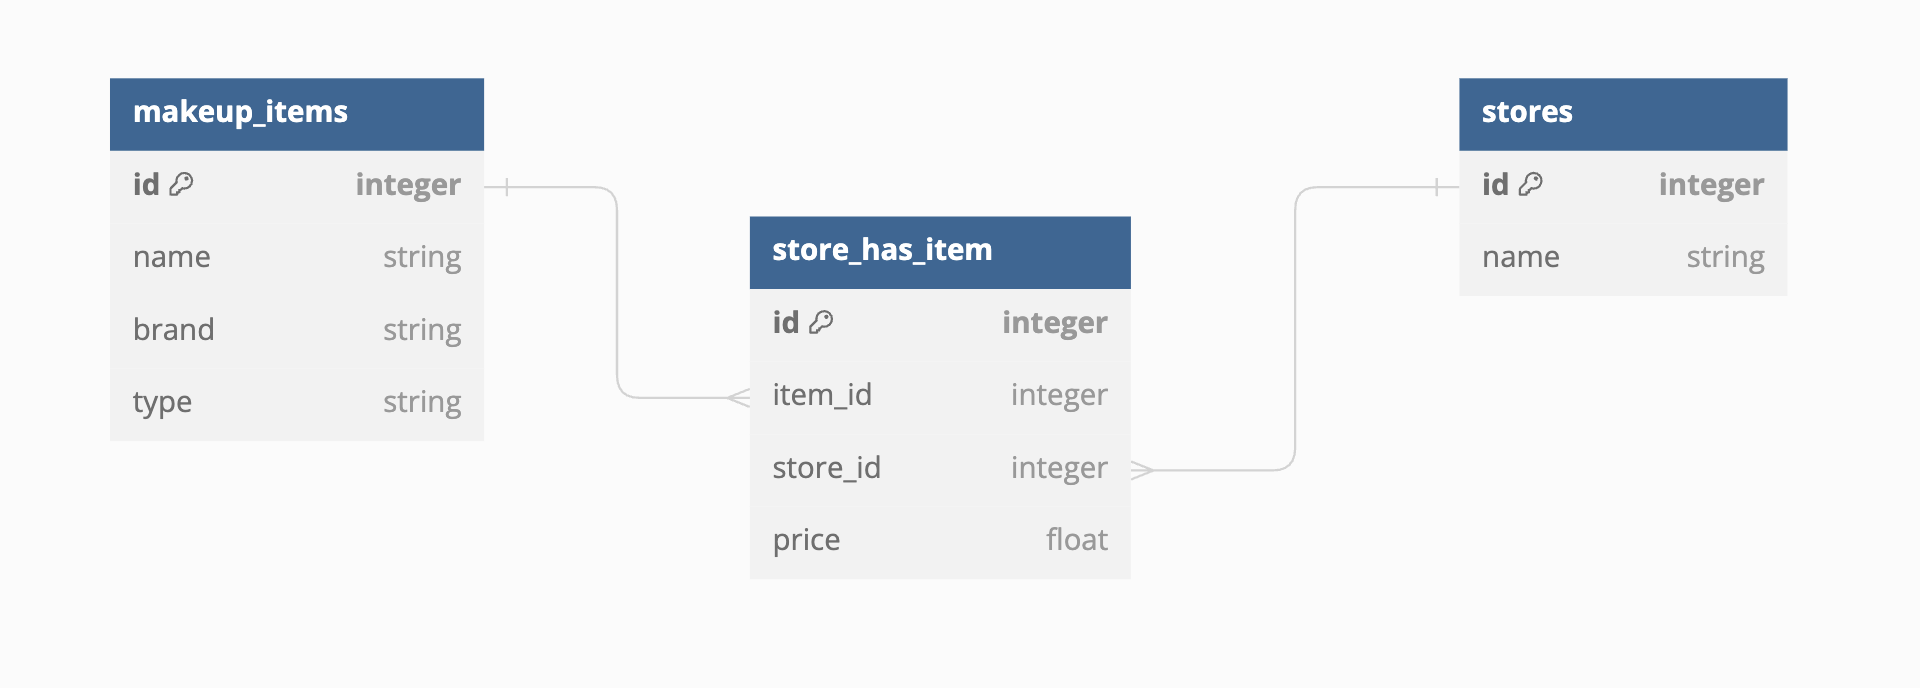 makeup_items
id integer
name string
brand string
type string
store_has_item
id integer
item_id integer
store_id integer
price float
stores
id integer
name string